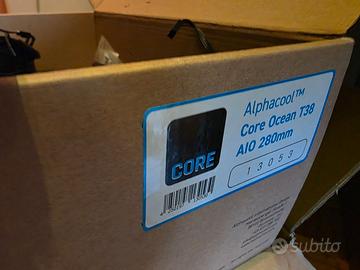 Alphacool™
Core Ocean T38
AIO 280mm
13053
CORE
subito